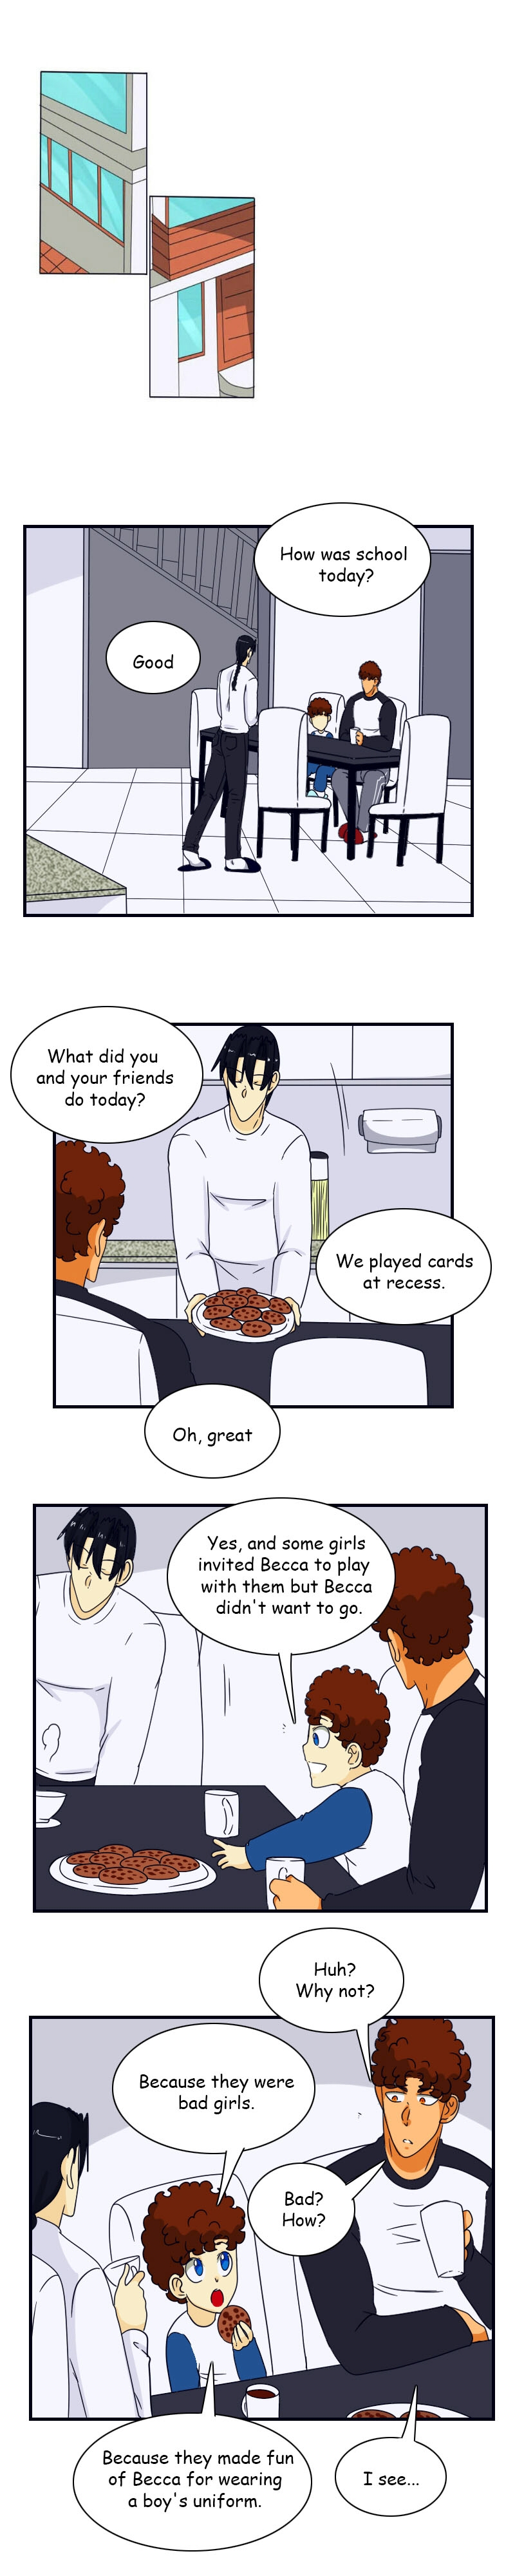 How was school
today?
Good
What did you
and your friends
do today?
We played cards
at recess.
Oh, great
Yes, and some girls
invited Becca to play
with them but Becca
didn't want to go.
Huh?
Why not?
Because they were
bad girls.
Bad?
How?
Because they made fun
of Becca for wearing
a boy's uniform.
I see...